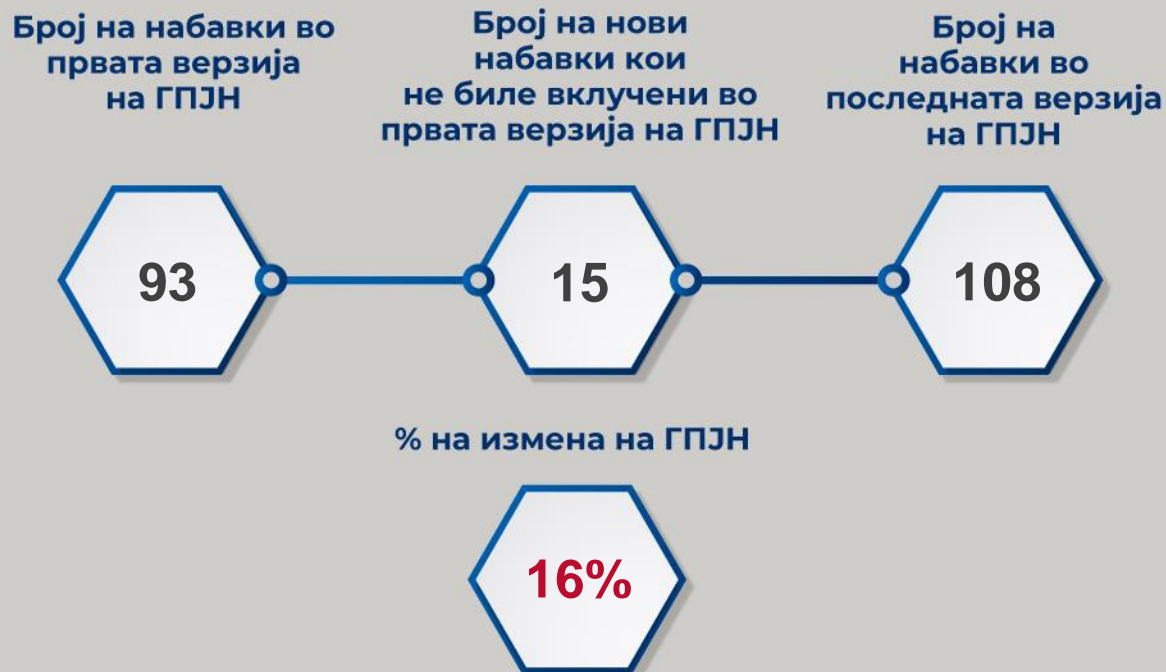 Број на набавки во
првата верзија
на ГПЈН
Број на нови
набавки кои
не биле вклучени во
првата верзија на ГПЈН
Број на
набавки во
последната верзија
на ГПЈН
93
15
108
% на измена на ГПЈН
16%